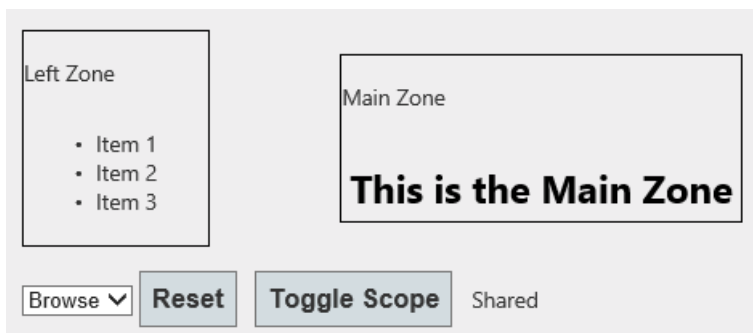 Left Zone
• Item 1
• Item 2
• Item 3
Main Zone
This is the Main Zone
Browse Reset Toggle Scope Shared